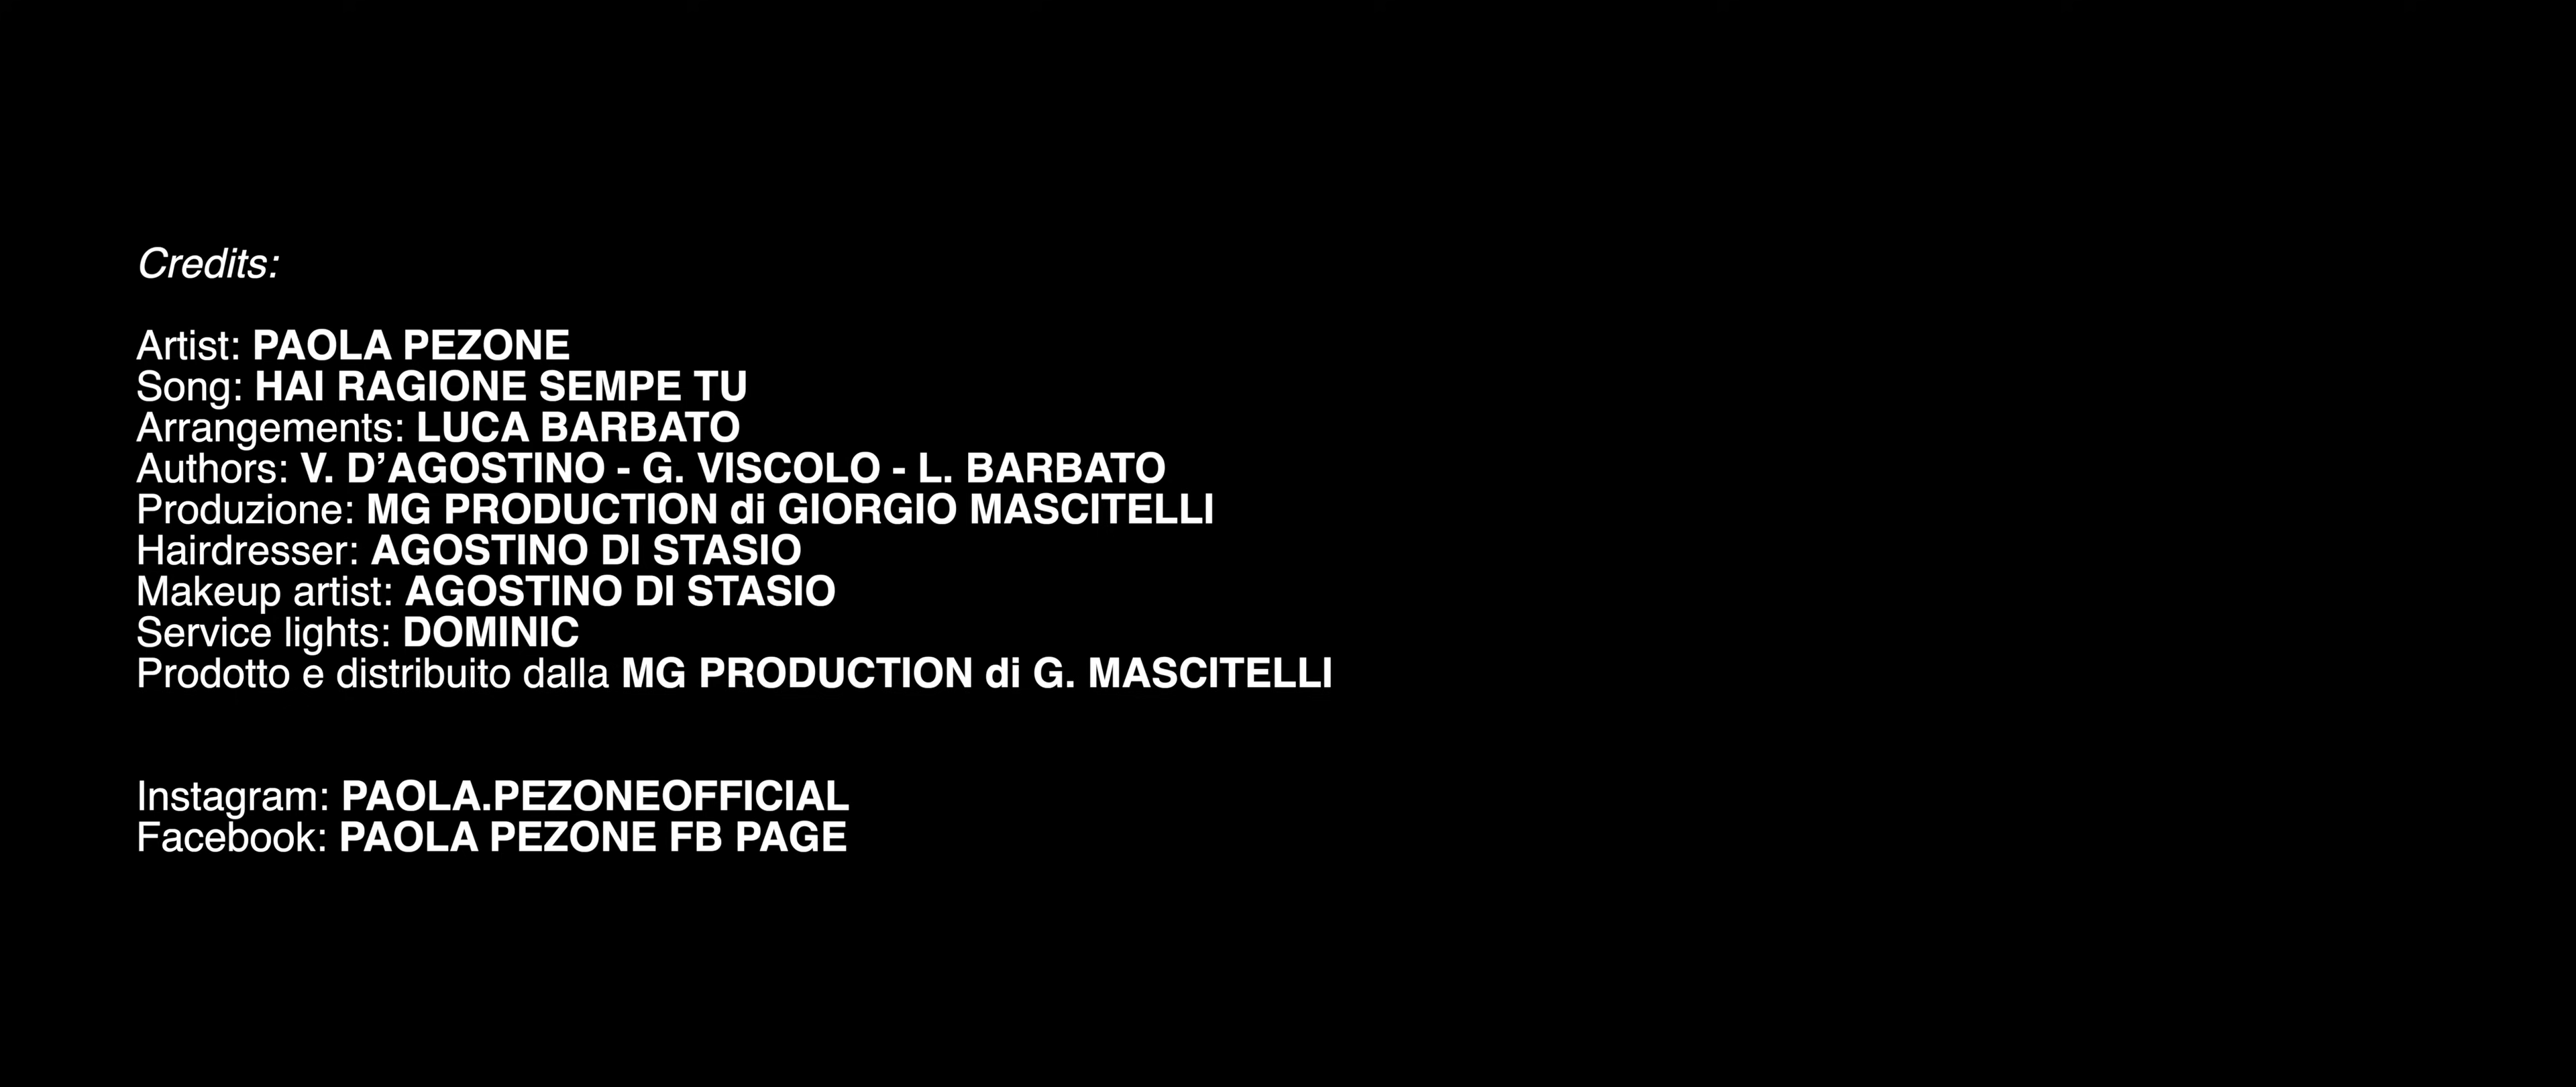 Credits:
Artist: PAOLA PEZONE
Song: HAI RAGIONE SEMPE TU
Arrangements: LUCA BARBATO
Authors: V. D’AGOSTINO - G. VISCOLO - L. BARBATO
Produzione: MG PRODUCTION di GIORGIO MASCITELLI
Hairdresser: AGOSTINO DI STASIO
Makeup artist: AGOSTINO DI STASIO
Service lights: DOMINIC
Prodotto e distribuito dalla MG PRODUCTION di G. MASCITELLI
Instagram: PAOLA.PEZONEOFFICIAL
Facebook: PAOLA PEZONE FB PAGE